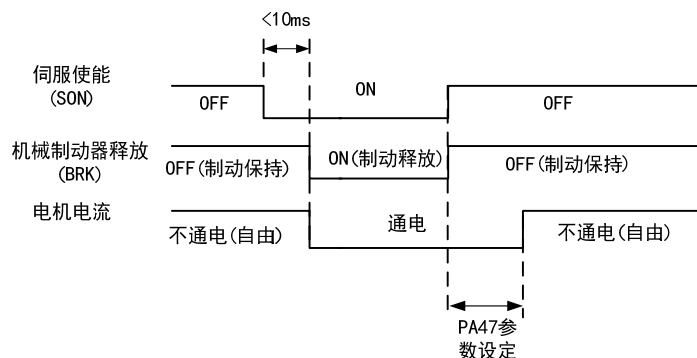 <10ms
伺服使能
(SON)
OFF
ON
OFF
机械制动器释放
(BRK)
OFF(制动保持)
ON(制动释放)
OFF(制动保持)
电机电流
不通电(自由)
通电
不通电(自由)
PA47参
数设定